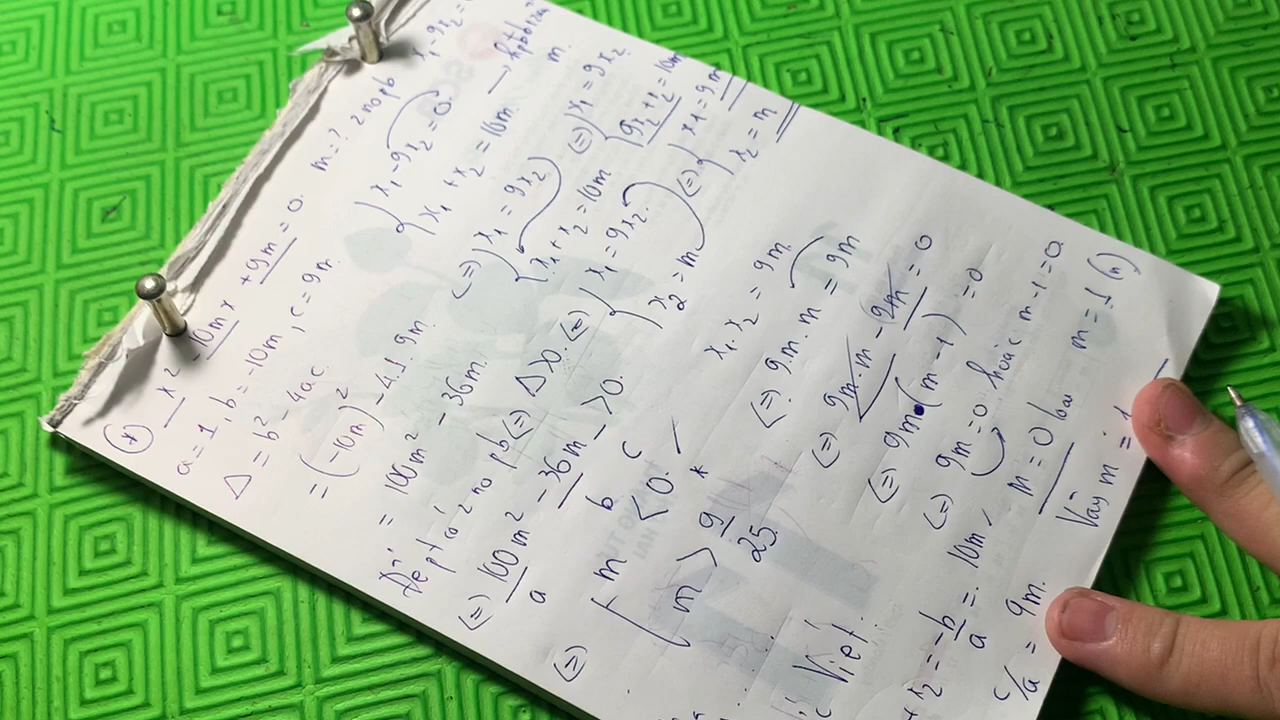 (*) x² - 10mx + 9m = 0. m = ? 2 no pb x₁ - 9x₂ =
a = 1, b = -10m, c = 9m.
Δ = b² - 4ac.
= (-10m)² - 4.1.9m.
= 100m² - 36m.
Để pt có 2 no pb (=) Δ > 0.
(=) 100m² - 36m > 0.
a b c
(=) [ m < 0.
m > 9/25
Viet.
x₂ = -b/a = 10m
c/a = 9m.
{ x₁ - 9x₂ = 0.
x₁ + x₂ = 10m.
m.
(=) { x₁ = 9x₂
x₁ + x₂ = 10m
(=) { x₁ = 9x₂.
9x₂ + x₂ = 10m
(=) { x₁ = 9x₂.
x₂ = m
(=) { x₁ = 9m
x₂ = m
x₁.x₂ = 9m.
(=) 9.m.m = 9m
(=) 9m.m - 9m = 0
(=) 9m.(m - 1) = 0
(=) 9m = 0 hoặc m - 1 = 0.
m = 0 m = 1 (n)
Vậy m = 1